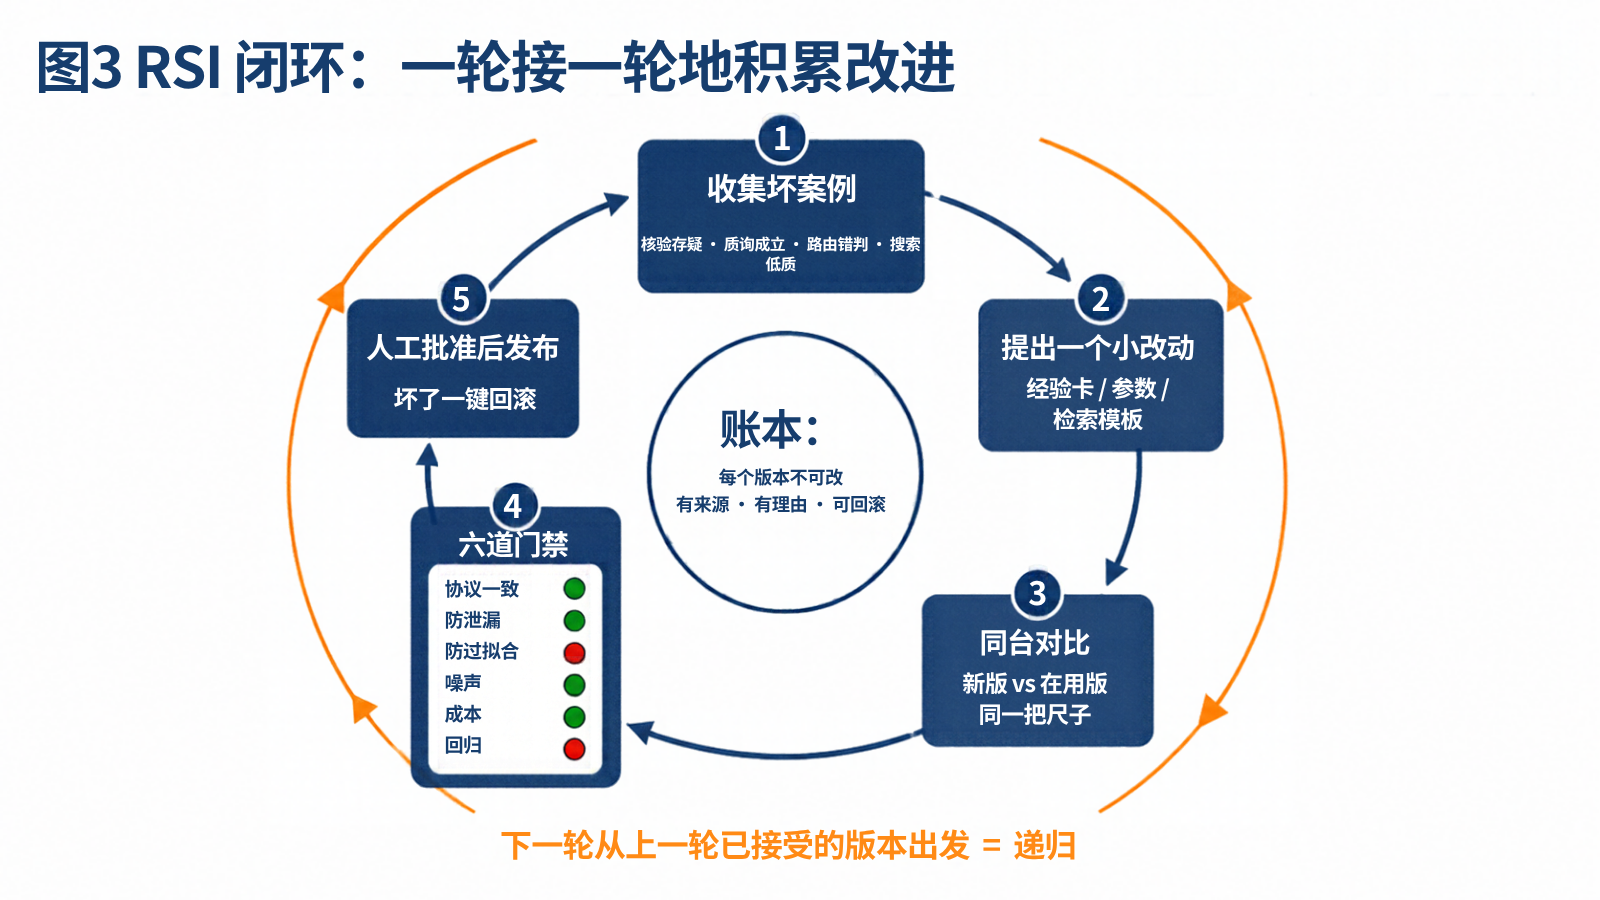 图3 RSI 闭环：一轮接一轮地积累改进
1
收集坏案例
核验存疑 · 质询成立 · 路由错判 · 搜索
低质
2
提出一个小改动
经验卡 / 参数 /
检索模板
3
同台对比
新版 vs 在用版
同一把尺子
4
六道门禁
协议一致
防泄漏
防过拟合
噪声
成本
回归
5
人工批准后发布
坏了一键回滚
账本：
每个版本不可改
有来源 · 有理由 · 可回滚
下一轮从上一轮已接受的版本出发 = 递归